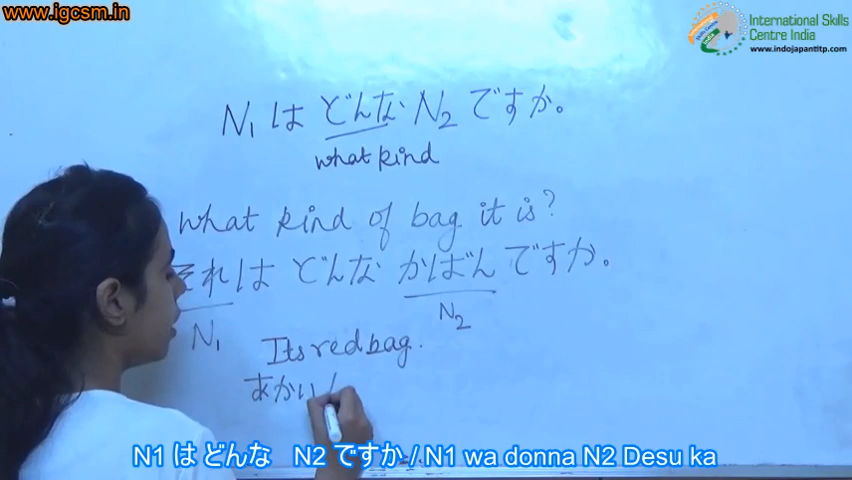 www.igcsm.in
International Skills
Centre India
www.indojapantitp.com
N1 は どんな N2 ですか。
what kind
What kind of bag it is?
それは どんな かばん ですか。
N1
N2
Its red bag.
あかい
N1 は どんな N2 ですか / N1 wa donna N2 Desu ka